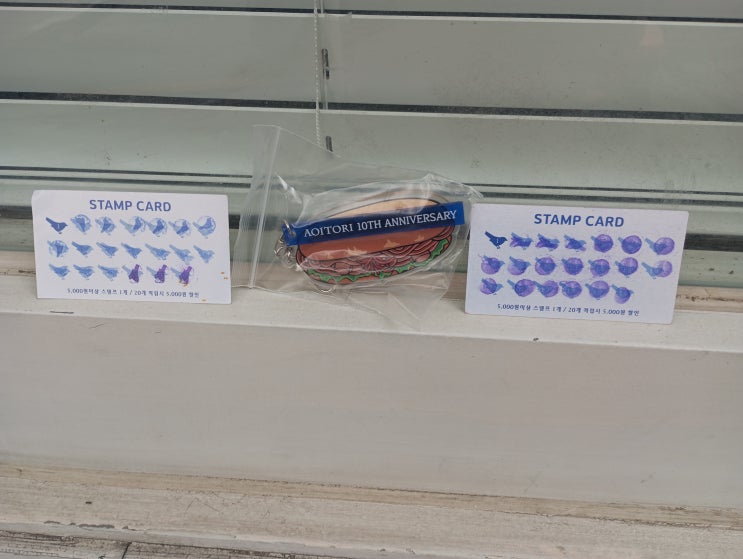 STAMP CARD
5,000원이상 스탬프 1개 / 20개 적립시 5,000원 할인
AOITORI 10TH ANNIVERSARY
STAMP CARD
5,000원이상 스탬프 1개 / 20개 적립시 5,000원 할인